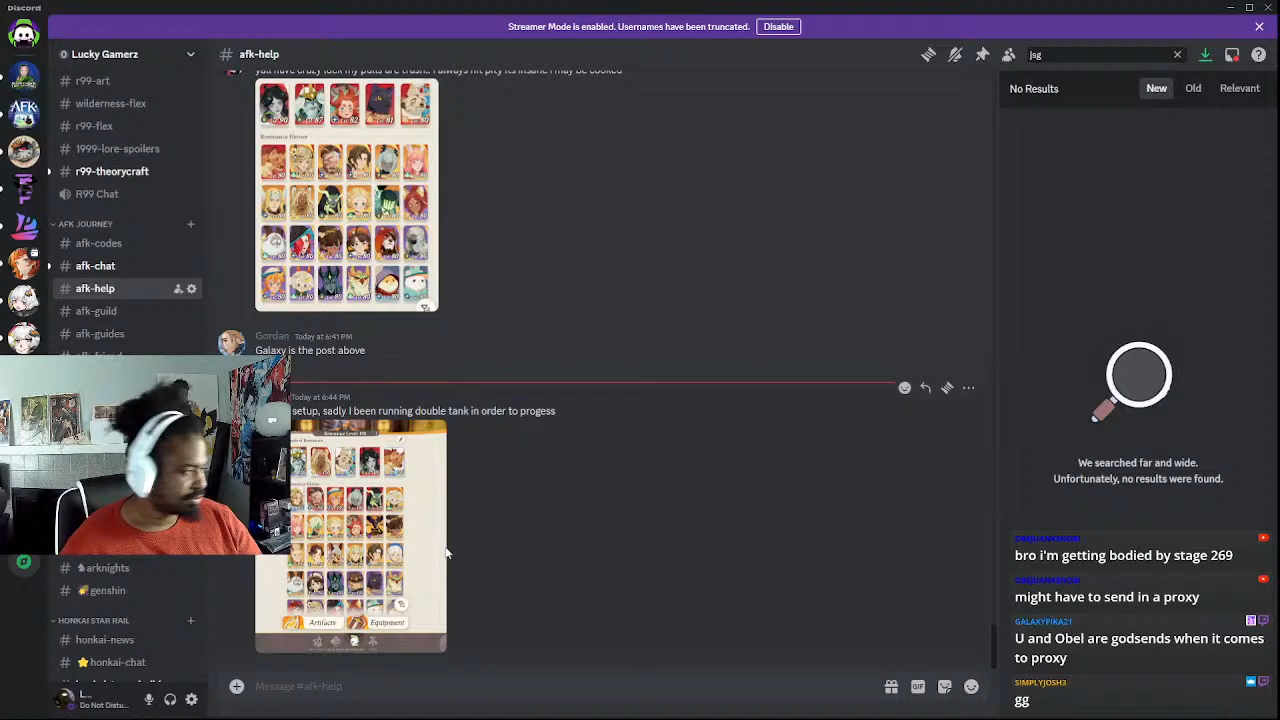 Discord
Streamer Mode is enabled. Usernames have been truncated.
Disable
Lucky Gamerz
# afk-help
jsg
r99-art
wilderness-flex
r99-flex
1999-lore-spoilers
r99-theorycraft
R99 Chat
AFK JOURNEY
afk-codes
afk-chat
afk-help
afk-guild
afk-guides
you have crazy luck my pulls are trash.. I always hit pity its insane I may be cooked
Resonance Heroes
Gordan Today at 6:41 PM
Galaxy is the post above
Today at 6:44 PM
setup, sadly I been running double tank in order to progess
Resonance Level
Artifacts
Equipment
arknights
genshin
HONKAI STAR RAIL
honkai-news
honkai-chat
L...
Do Not Distu...
Message #afk-help
GIF
No Results
New
Old
Relevant
We searched far and wide.
Unfortunately, no results were found.
bro i'm getting bodied by stage 269
might have to send in a proxy
GALAXYPIKA21
U and Obel are godsends when it comes
to proxy
SIMPLYJOSH3
gg